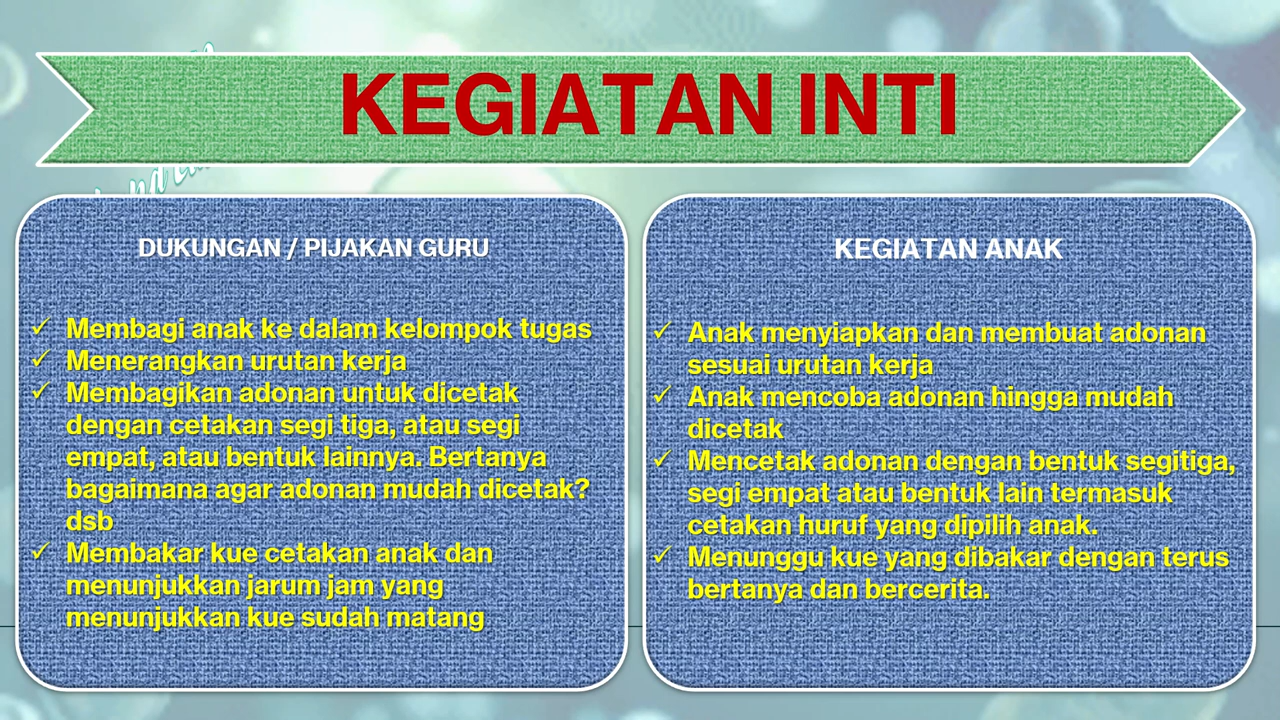 KEGIATAN INTI
DUKUNGAN / PIJAKAN GURU
✓ Membagi anak ke dalam kelompok tugas
✓ Menerangkan urutan kerja
✓ Membagikan adonan untuk dicetak
dengan cetakan segi tiga, atau segi
empat, atau bentuk lainnya. Bertanya
bagaimana agar adonan mudah dicetak?
dsb
✓ Membakar kue cetakan anak dan
menunjukkan jarum jam yang
menunjukkan kue sudah matang
KEGIATAN ANAK
✓ Anak menyiapkan dan membuat adonan
sesuai urutan kerja
✓ Anak mencoba adonan hingga mudah
dicetak
✓ Mencetak adonan dengan bentuk segitiga,
segi empat atau bentuk lain termasuk
cetakan huruf yang dipilih anak.
✓ Menunggu kue yang dibakar dengan terus
bertanya dan bercerita.